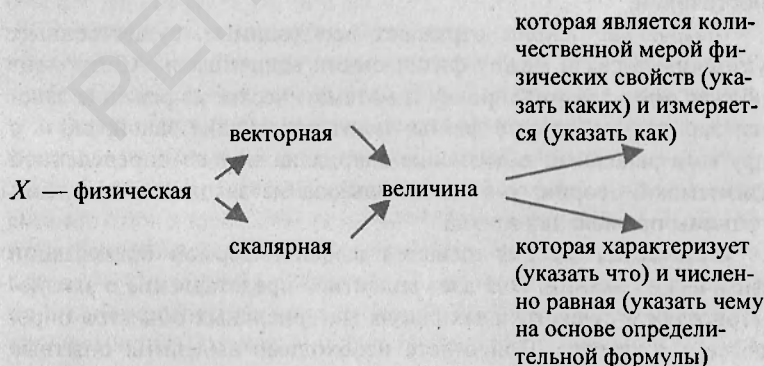 которая является коли-
чественной мерой фи-
зических свойств (ука-
зать каких) и измеряет-
ся (указать как)
векторная
X — физическая
величина
скалярная
которая характеризует
(указать что) и числен-
но равная (указать чему
на основе определи-
тельной формулы)